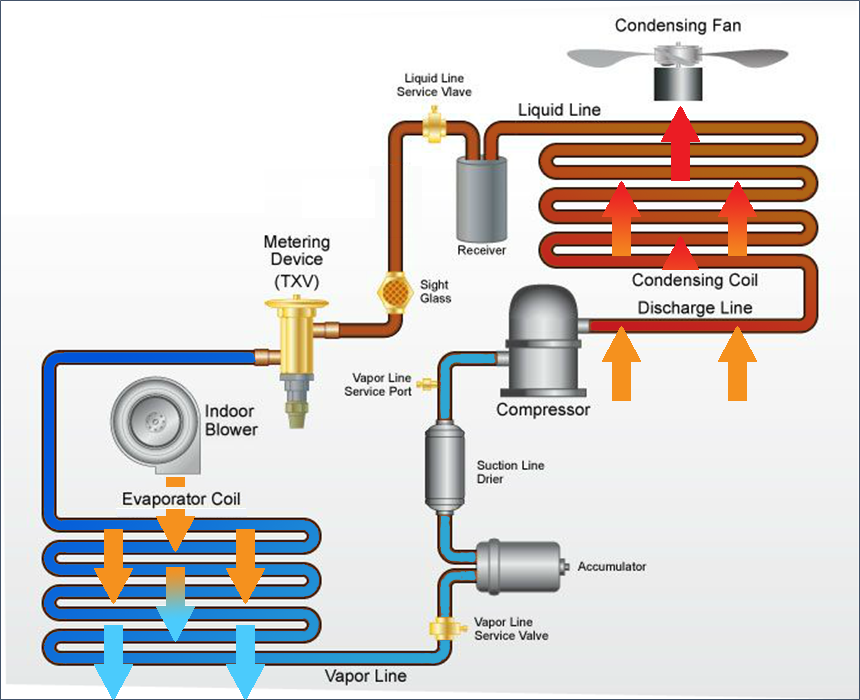 Condensing Fan
Liquid Line
Service Vlave
Liquid Line
Receiver
Metering
Device
(TXV)
Sight
Glass
Condensing Coil
Discharge Line
Vapor Line
Service Port
Compressor
Indoor
Blower
Evaporator Coil
Suction Line
Drier
Accumulator
Vapor Line
Service Valve
Vapor Line